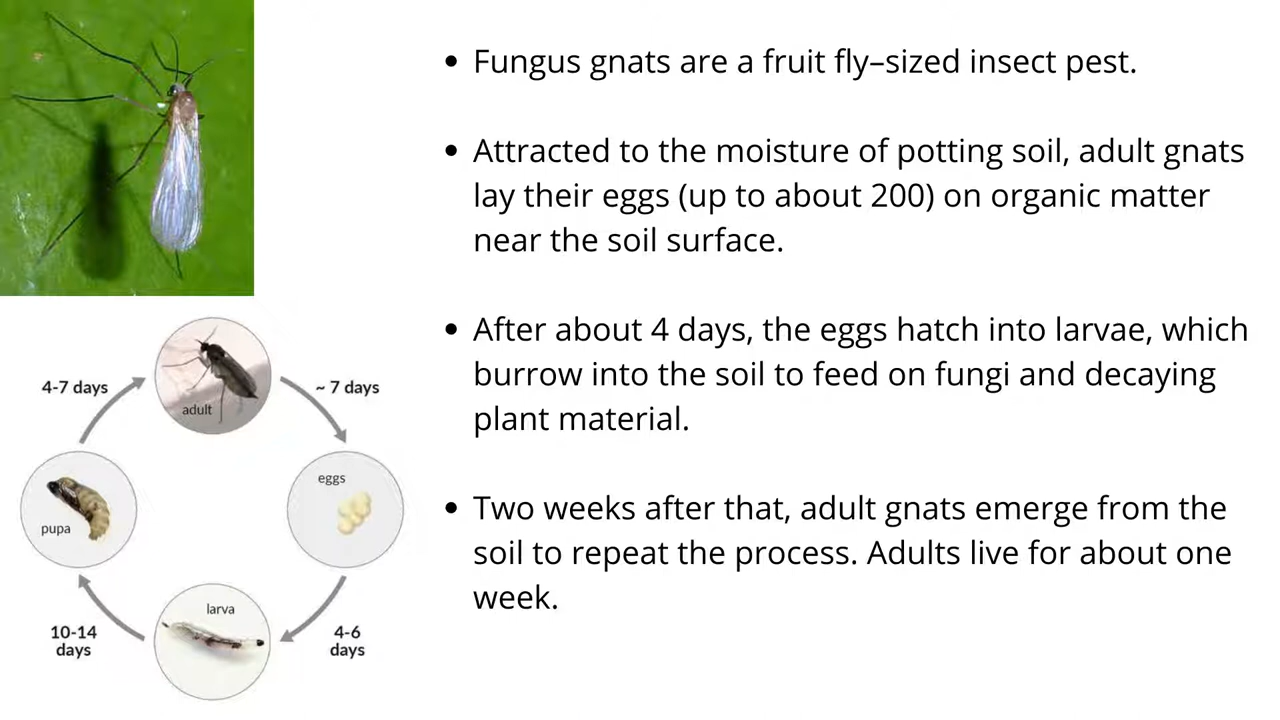 • Fungus gnats are a fruit fly–sized insect pest.
• Attracted to the moisture of potting soil, adult gnats
lay their eggs (up to about 200) on organic matter
near the soil surface.
• After about 4 days, the eggs hatch into larvae, which
burrow into the soil to feed on fungi and decaying
plant material.
• Two weeks after that, adult gnats emerge from the
soil to repeat the process. Adults live for about one
week.
adult
~ 7 days
eggs
4-6
days
larva
10-14
days
pupa
4-7 days